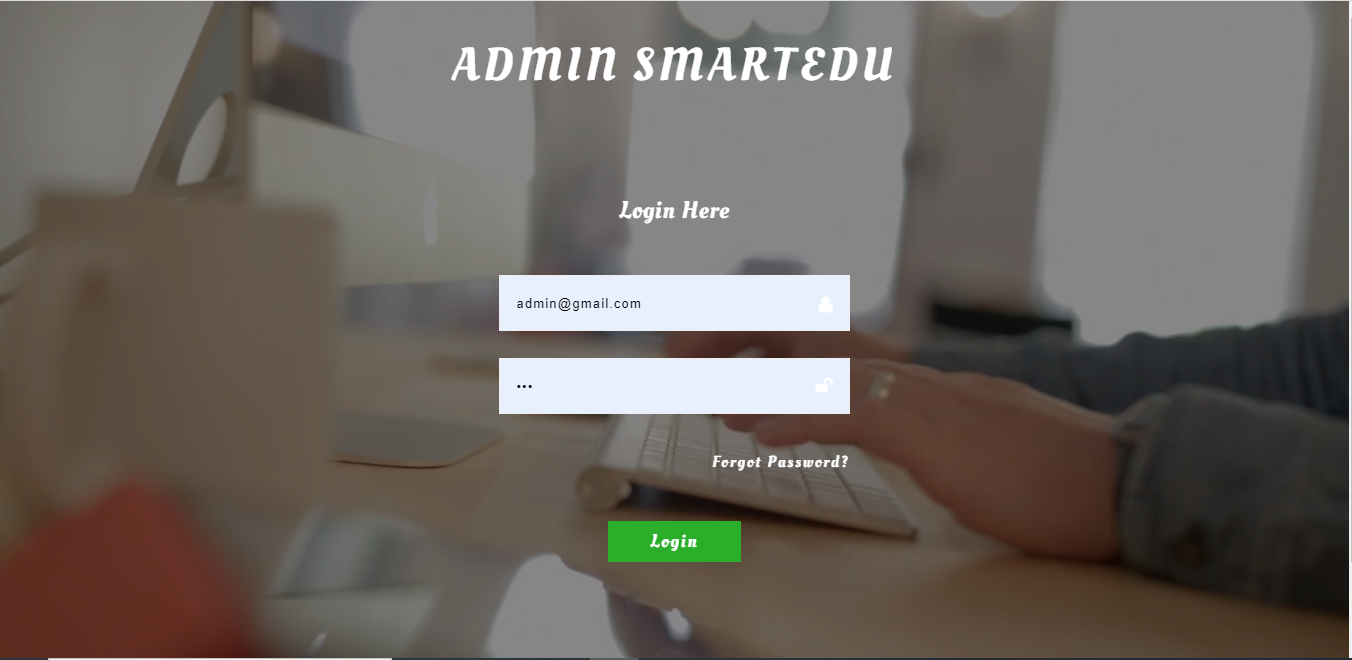 ADMIN SMARTEDU
Login Here
admin@gmail.com
•••
Forgot Password?
Login